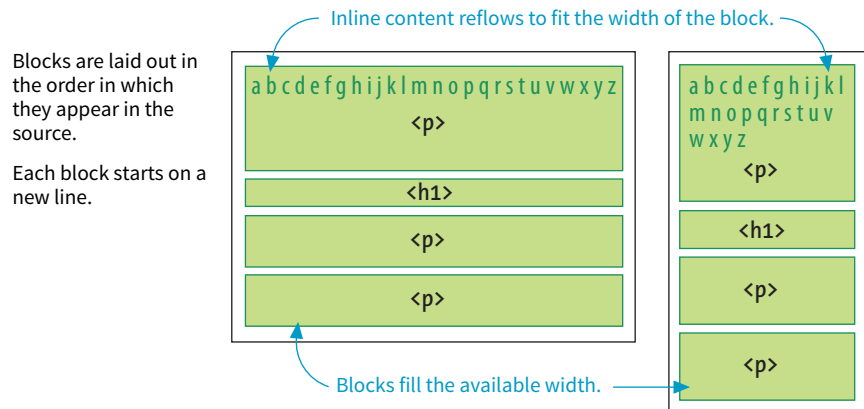 Inline content reflows to fit the width of the block.
Blocks are laid out in
the order in which
they appear in the
source.
Each block starts on a
new line.
a b c d e f g h i j k l m n o p q r s t u v w x y z
<p>
<h1>
<p>
<p>
a b c d e f g h i j k l
m n o p q r s t u v
w x y z
<p>
<h1>
<p>
<p>
Blocks fill the available width.